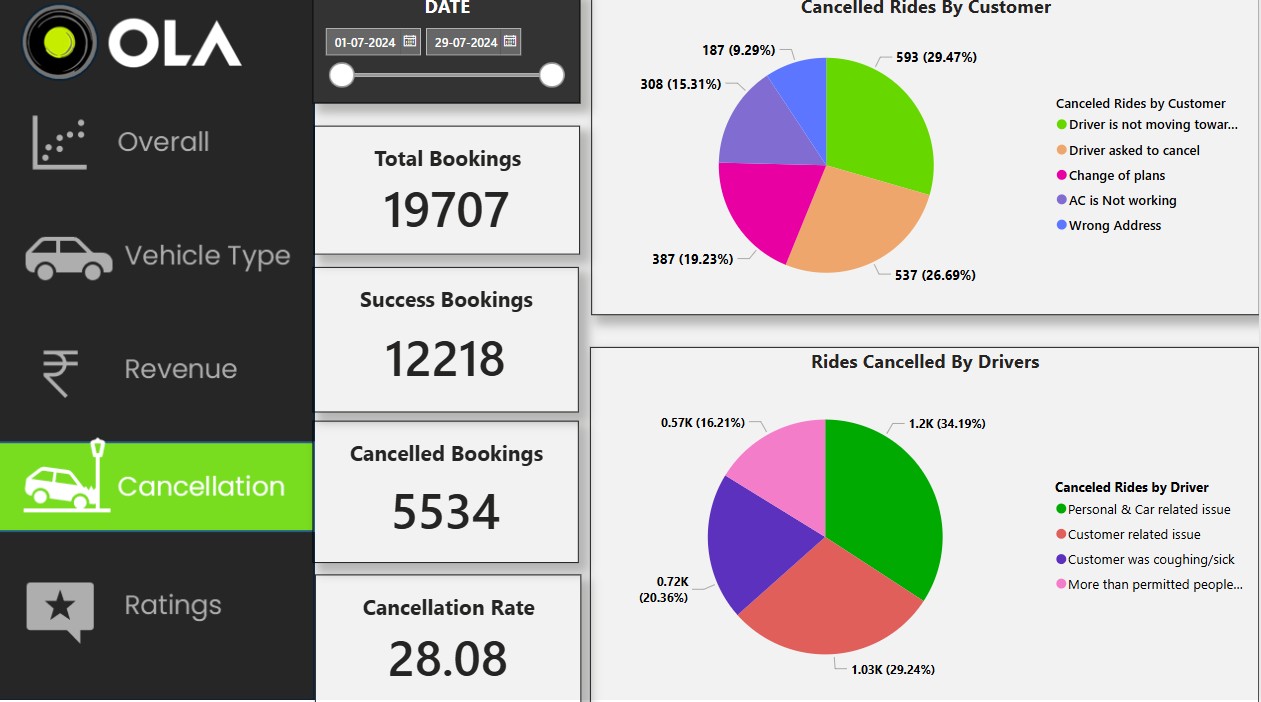 OLA
Overall
Vehicle Type
Revenue
Cancellation
Ratings
DATE
01-07-2024
29-07-2024
Total Bookings
19707
Success Bookings
12218
Cancelled Bookings
5534
Cancellation Rate
28.08
Cancelled Rides By Customer
187 (9.29%)
593 (29.47%)
308 (15.31%)
387 (19.23%)
537 (26.69%)
Canceled Rides by Customer
Driver is not moving towar...
Driver asked to cancel
Change of plans
AC is Not working
Wrong Address
Rides Cancelled By Drivers
0.57K (16.21%)
1.2K (34.19%)
0.72K
(20.36%)
1.03K (29.24%)
Canceled Rides by Driver
Personal & Car related issue
Customer related issue
Customer was coughing/sick
More than permitted people...